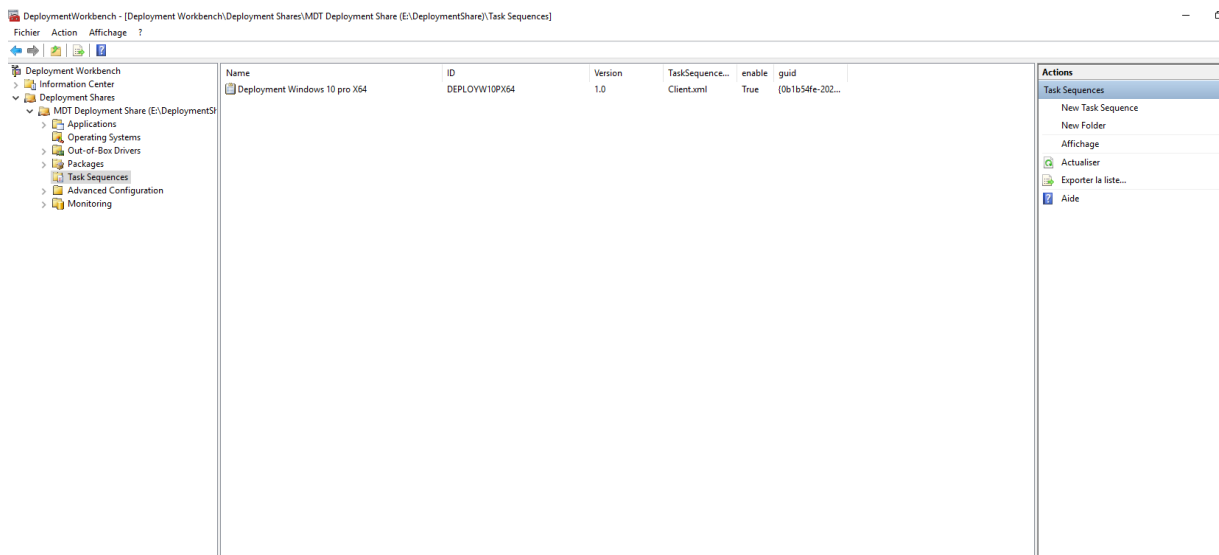 DeploymentWorkbench - [Deployment Workbench\Deployment Shares\MDT Deployment Share (E:\DeploymentShare)\Task Sequences]
Fichier Action Affichage ?
Deployment Workbench
Information Center
Deployment Shares
MDT Deployment Share (E:\DeploymentSh
Applications
Operating Systems
Out-of-Box Drivers
Packages
Task Sequences
Advanced Configuration
Monitoring
Name ID Version TaskSequence... enable guid
Deployment Windows 10 pro X64 DEPLOYW10PX64 1.0 Client.xml True {0b1b54fe-202...
Actions
Task Sequences
New Task Sequence
New Folder
Affichage
Actualiser
Exporter la liste...
Aide